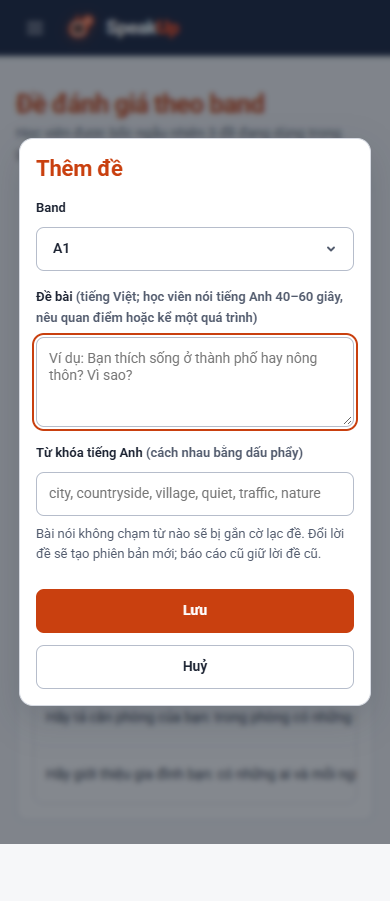 SpeakUp
Đề đánh giá theo band
Thêm đề
Band
A1
Đề bài (tiếng Việt; học viên nói tiếng Anh 40–60 giây,
nêu quan điểm hoặc kể một quá trình)
Ví dụ: Bạn thích sống ở thành phố hay nông
thôn? Vì sao?
Từ khóa tiếng Anh (cách nhau bằng dấu phẩy)
city, countryside, village, quiet, traffic, nature
Bài nói không chạm từ nào sẽ bị gắn cờ lạc đề. Đổi lời
đề sẽ tạo phiên bản mới; báo cáo cũ giữ lời đề cũ.
Lưu
Huỷ
Hãy tả căn phòng của bạn: trong phòng có những
Hãy giới thiệu gia đình bạn: có những ai và mỗi